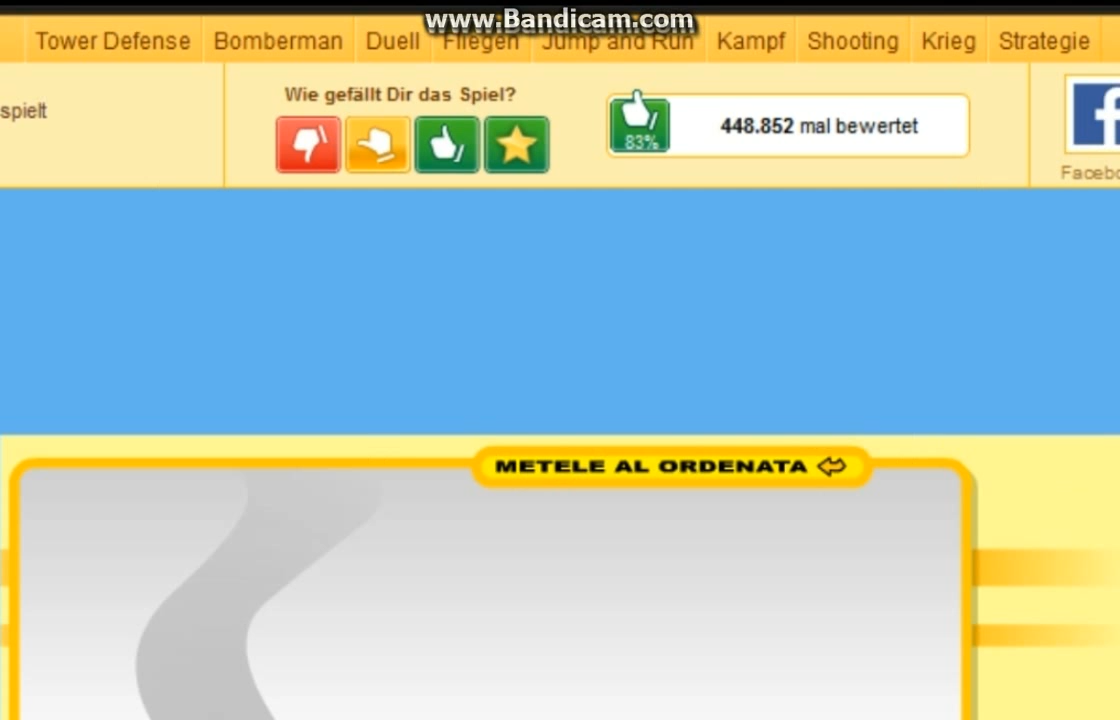 www.Bandicam.com
Tower Defense Bomberman Duell Fliegen Jump and Run Kampf Shooting Krieg Strategie
spielt
Wie gefällt Dir das Spiel?
83%
448.852 mal bewertet
METELE AL ORDENATA